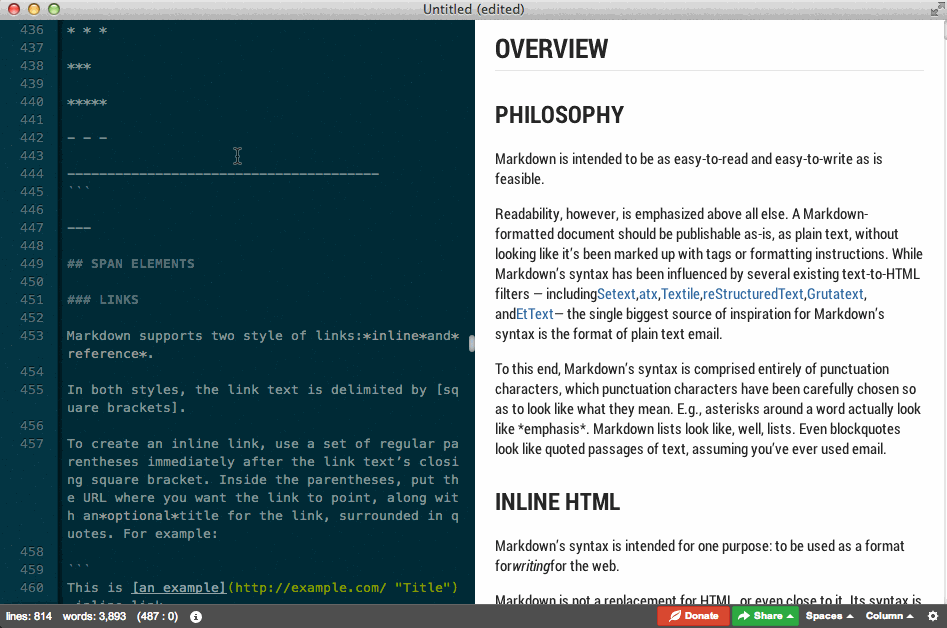 Untitled (edited)
436 * * *
437
438 ***
439
440 *****
441
442 - - -
443
444 ---------------------------------------
445 ```
446
447 ---
448
449 ## SPAN ELEMENTS
450
451 ### LINKS
452
453 Markdown supports two style of links:*inline*and*
reference*.
454
455 In both styles, the link text is delimited by [sq
uare brackets].
456
457 To create an inline link, use a set of regular pa
rentheses immediately after the link text's closi
ng square bracket. Inside the parentheses, put th
e URL where you want the link to point, along wit
h an*optional*title for the link, surrounded in q
uotes. For example:
458
459 ```
460 This is [an example](http://example.com/ "Title")
inline link
OVERVIEW
PHILOSOPHY
Markdown is intended to be as easy-to-read and easy-to-write as is
feasible.
Readability, however, is emphasized above all else. A Markdown-
formatted document should be publishable as-is, as plain text, without
looking like it's been marked up with tags or formatting instructions. While
Markdown's syntax has been influenced by several existing text-to-HTML
filters — includingSetext,atx,Textile,reStructuredText,Grutatext,
andEtText— the single biggest source of inspiration for Markdown's
syntax is the format of plain text email.
To this end, Markdown's syntax is comprised entirely of punctuation
characters, which punctuation characters have been carefully chosen so
as to look like what they mean. E.g., asterisks around a word actually look
like *emphasis*. Markdown lists look like, well, lists. Even blockquotes
look like quoted passages of text, assuming you've ever used email.
INLINE HTML
Markdown's syntax is intended for one purpose: to be used as a format
forwritingfor the web.
Markdown is not a replacement for HTML, or even close to it. Its syntax is
lines: 814 words: 3,893 (487 : 0) Donate Share Spaces Column